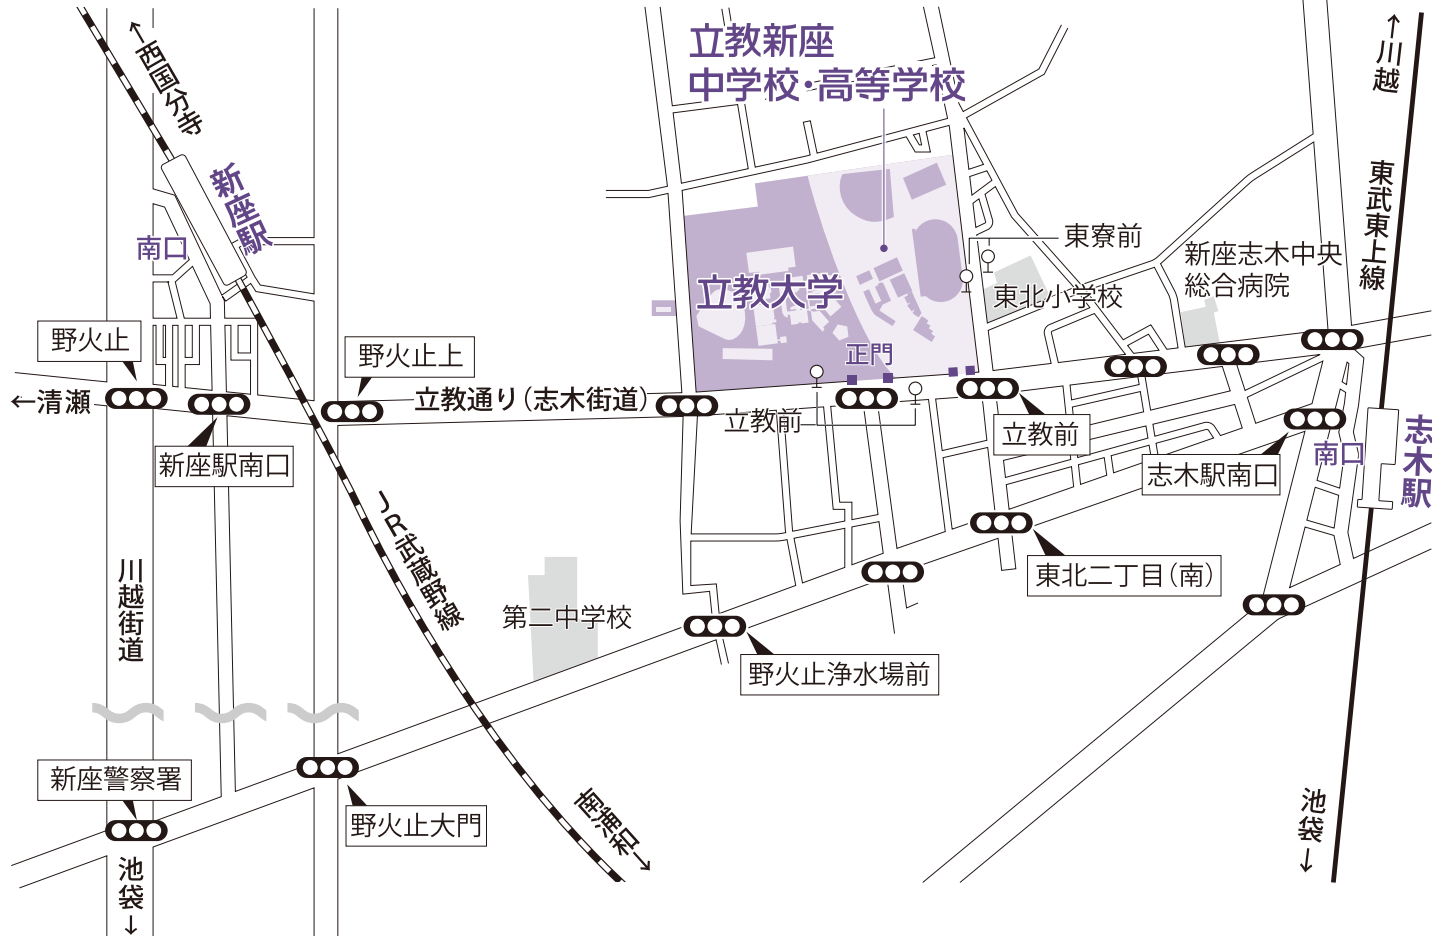 ↑西国分寺
立教新座
中学校・高等学校
↑川越
東武東上線
新座駅
南口
東寮前
新座志木中央
総合病院
立教大学
東北小学校
正門
野火止
野火止上
←清瀬
立教通り（志木街道）
立教前
立教前
新座駅南口
志木駅南口
南口
志木駅
JR武蔵野線
川越街道
東北二丁目（南）
第二中学校
野火止浄水場前
新座警察署
野火止大門
南浦和→
池袋↓
池袋↓